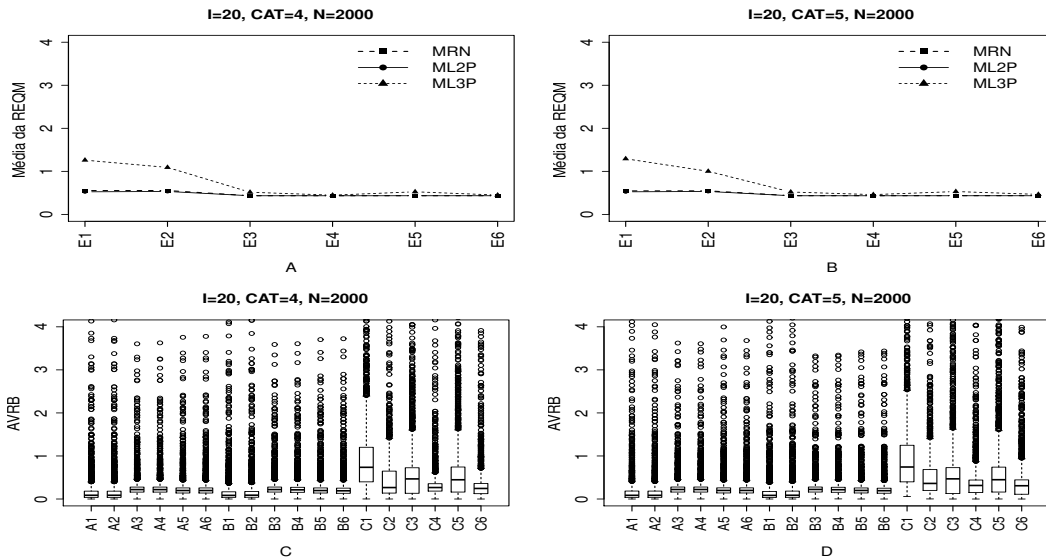 I=20, CAT=4, N=2000
Média da REQM
4
3
2
1
0
MRN
ML2P
ML3P
E1 E2 E3 E4 E5 E6
A
I=20, CAT=5, N=2000
Média da REQM
4
3
2
1
0
MRN
ML2P
ML3P
E1 E2 E3 E4 E5 E6
B
I=20, CAT=4, N=2000
AVRB
4
3
2
1
0
A1 A2 A3 A4 A5 A6 B1 B2 B3 B4 B5 B6 C1 C2 C3 C4 C5 C6
C
I=20, CAT=5, N=2000
AVRB
4
3
2
1
0
A1 A2 A3 A4 A5 A6 B1 B2 B3 B4 B5 B6 C1 C2 C3 C4 C5 C6
D